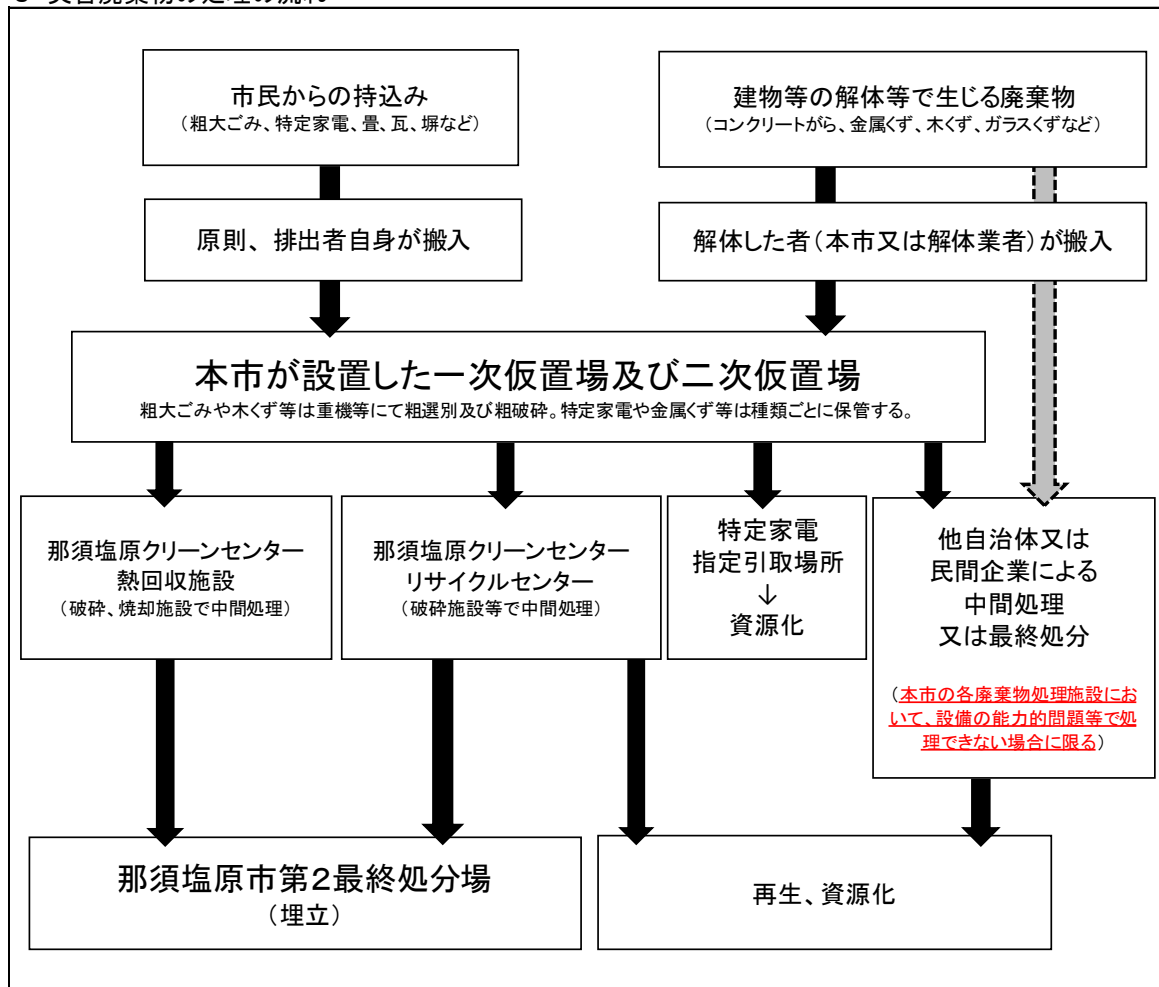 市民からの持込み
（粗大ごみ、特定家電、畳、瓦、塀など）
建物等の解体等で生じる廃棄物
（コンクリートがら、金属くず、木くず、ガラスくずなど）
原則、排出者自身が搬入
解体した者（本市又は解体業者）が搬入
本市が設置した一次仮置場及び二次仮置場
粗大ごみや木くず等は重機等にて粗選別及び粗破砕。特定家電や金属くず等は種類ごとに保管する。
那須塩原クリーンセンター
熱回収施設
（破砕、焼却施設で中間処理）
那須塩原クリーンセンター
リサイクルセンター
（破砕施設等で中間処理）
特定家電
指定引取場所
↓
資源化
他自治体又は
民間企業による
中間処理
又は最終処分
（本市の各廃棄物処理施設にお
いて、設備の能力的問題等で処
理できない場合に限る）
那須塩原市第２最終処分場
（埋立）
再生、資源化